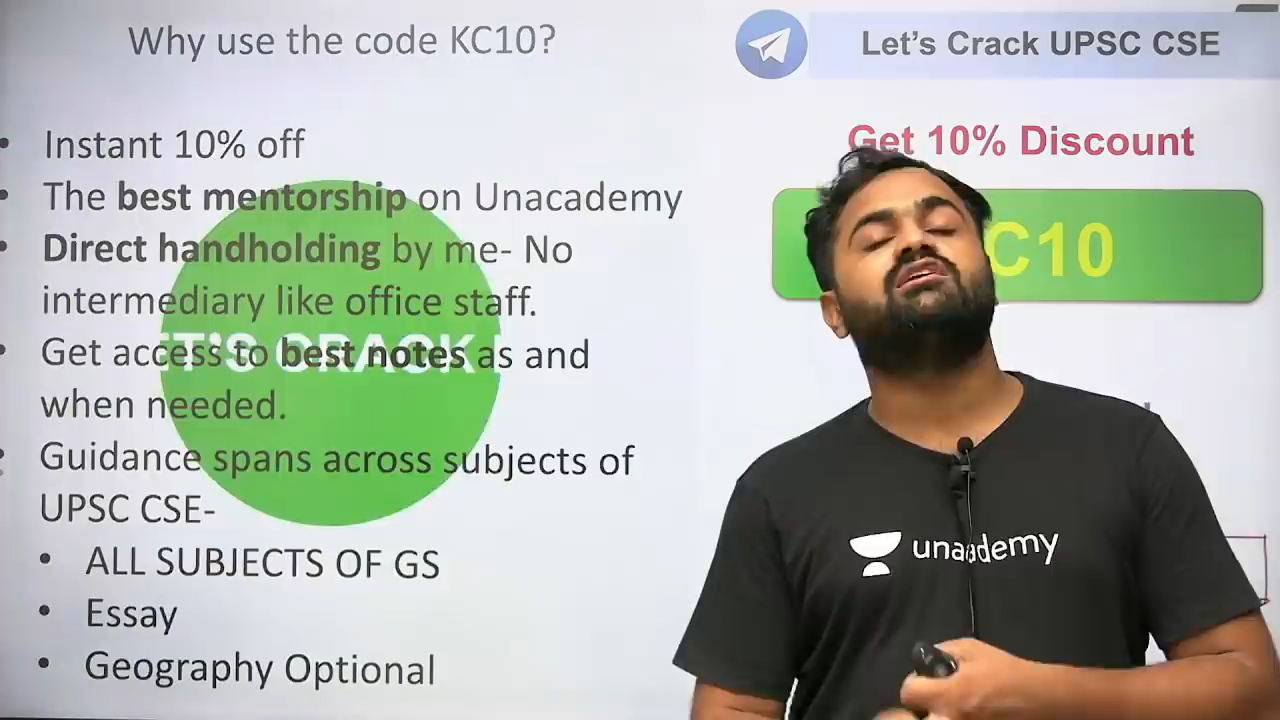 Why use the code KC10?
Let's Crack UPSC CSE
Get 10% Discount
C10
• Instant 10% off
• The best mentorship on Unacademy
• Direct handholding by me- No
intermediary like office staff.
• Get access to best notes as and
when needed.
• Guidance spans across subjects of
UPSC CSE-
• ALL SUBJECTS OF GS
• Essay
• Geography Optional
T'S CRACK
unacademy